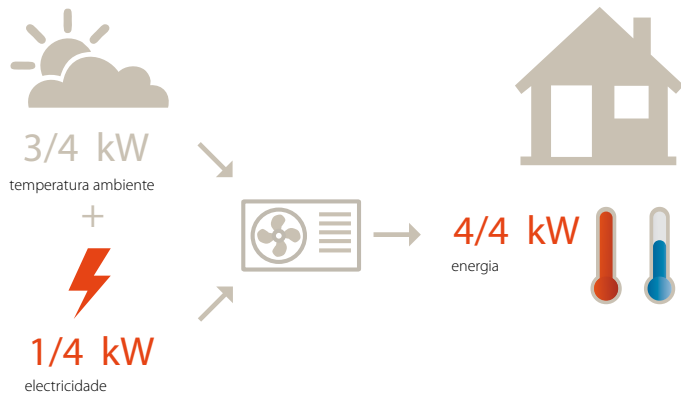 3/4 kW
temperatura ambiente
+
1/4 kW
electricidade
4/4 kW
energia